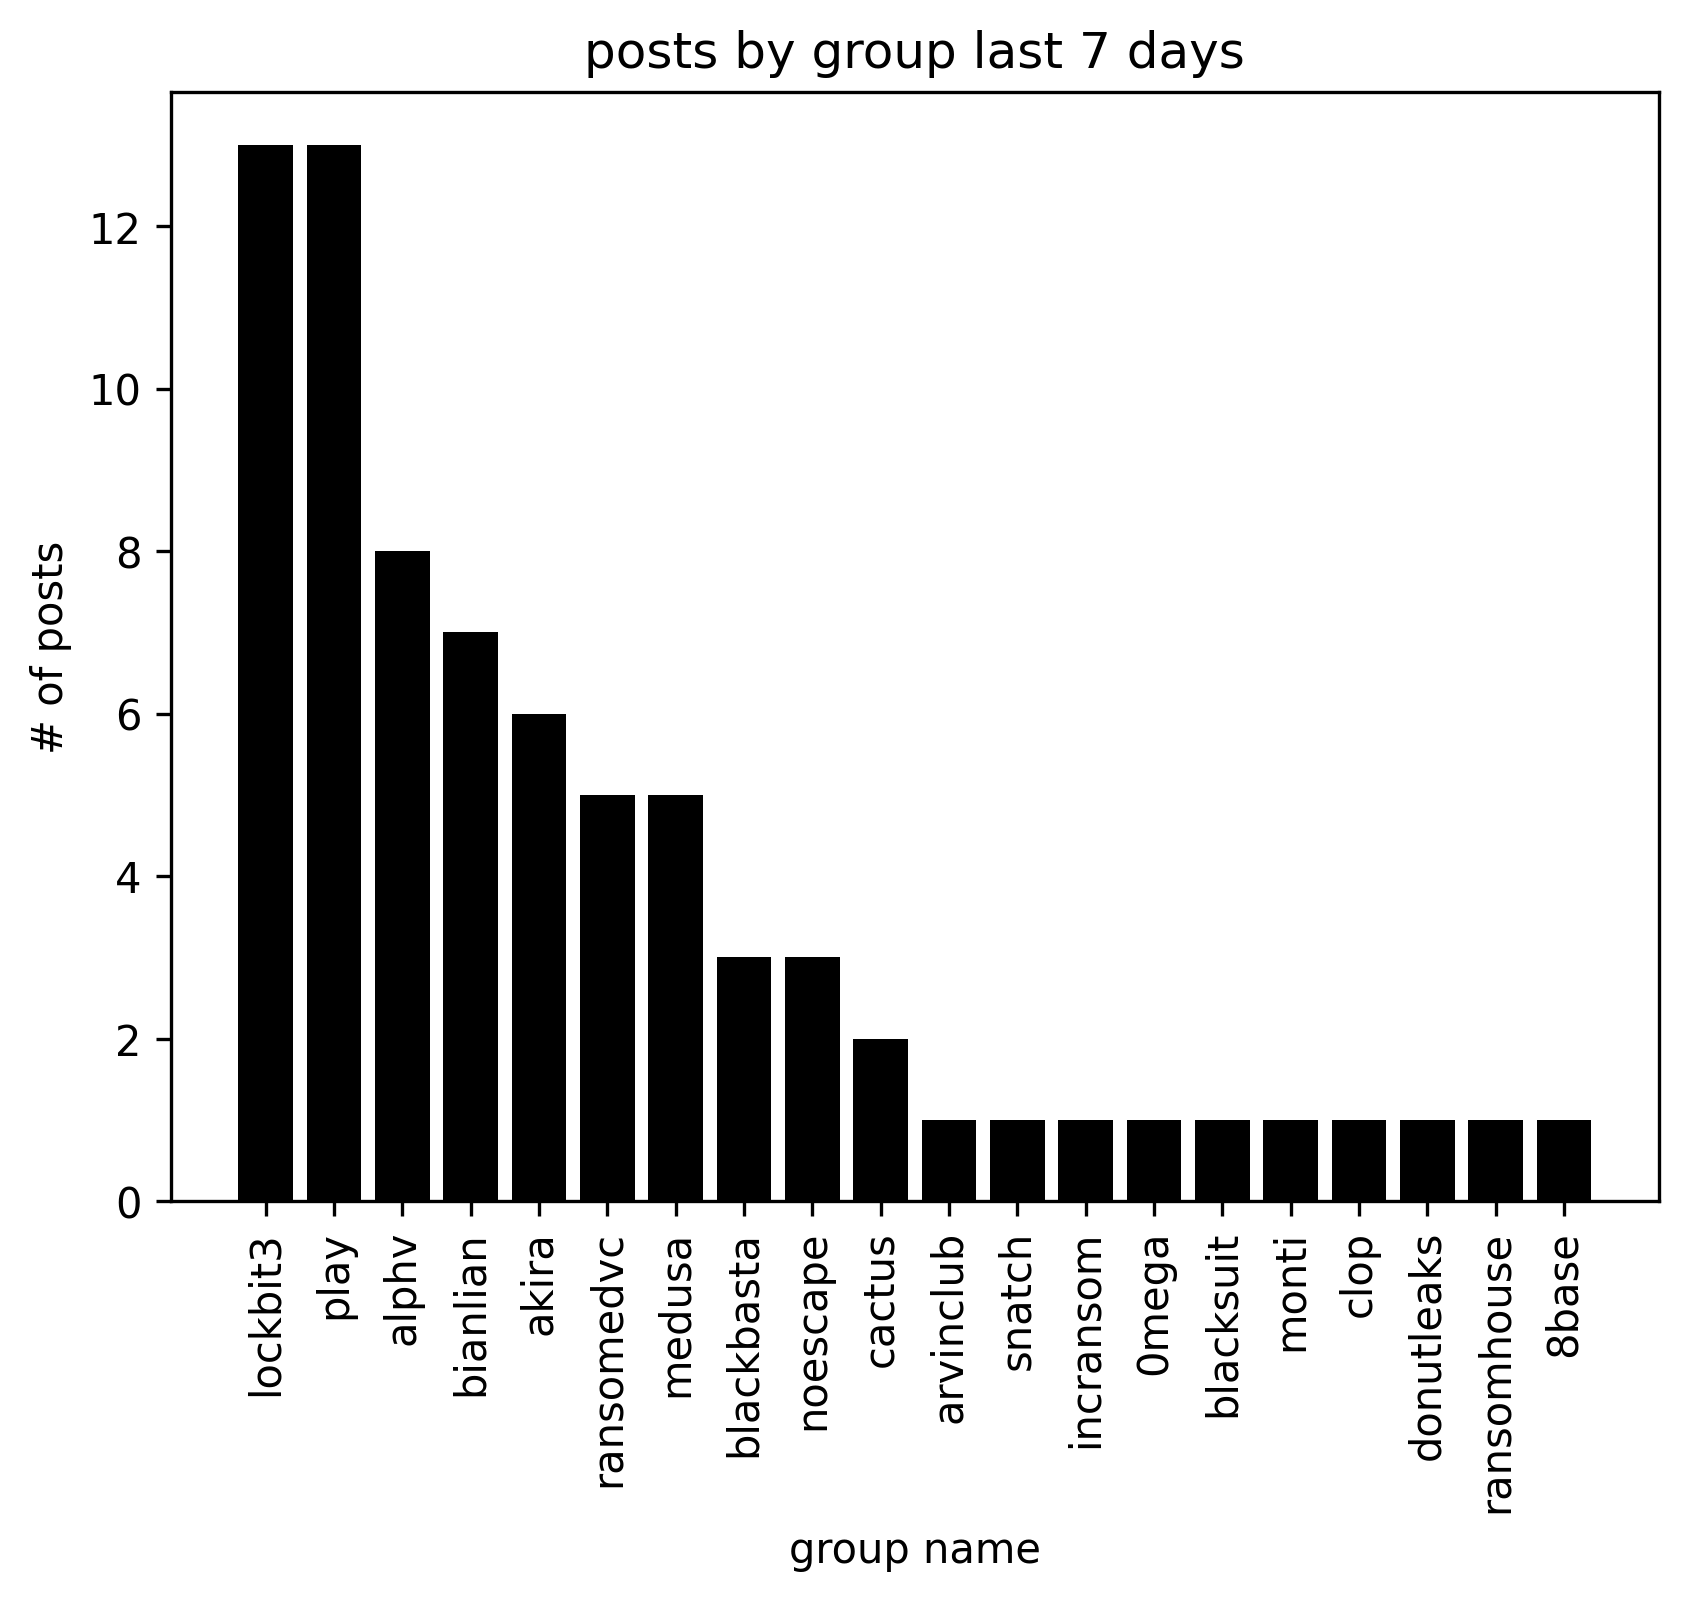 posts by group last 7 days
# of posts
12
10
8
6
4
2
0
lockbit3
play
alphv
bianlian
akira
ransomedvc
medusa
blackbasta
noescape
cactus
arvinclub
snatch
incransom
0mega
blacksuit
monti
clop
donutleaks
ransomhouse
8base
group name